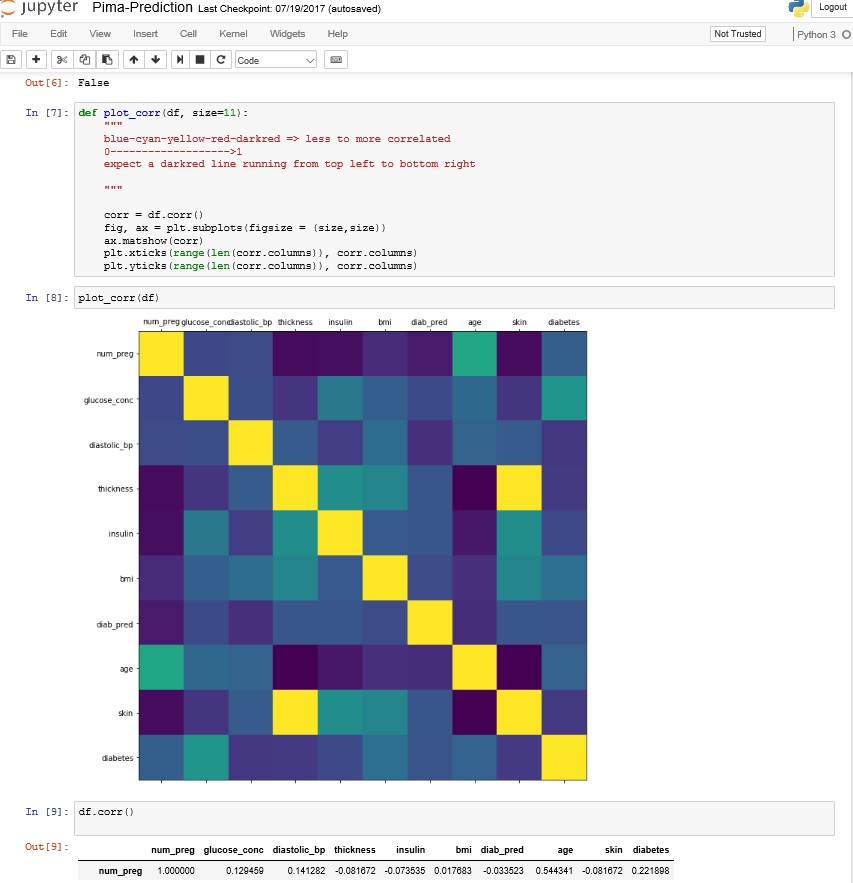 jupyter Pima-Prediction Last Checkpoint: 07/19/2017 (autosaved)
Logout
File Edit View Insert Cell Kernel Widgets Help
Not Trusted
Python 3
Code
Out[6]: False
In [7]: def plot_corr(df, size=11):
"""
blue-cyan-yellow-red-darkred => less to more correlated
0------------------->1
expect a darkred line running from top left to bottom right
"""
corr = df.corr()
fig, ax = plt.subplots(figsize = (size,size))
ax.matshow(corr)
plt.xticks(range(len(corr.columns)), corr.columns)
plt.yticks(range(len(corr.columns)), corr.columns)
In [8]: plot_corr(df)
num_preg glucose_conc diastolic_bp thickness insulin bmi diab_pred age skin diabetes
num_preg
glucose_conc
diastolic_bp
thickness
insulin
bmi
diab_pred
age
skin
diabetes
In [9]: df.corr()
Out[9]:
num_preg glucose_conc diastolic_bp thickness insulin bmi diab_pred age skin diabetes
num_preg 1.000000 0.129459 0.141282 -0.081672 -0.073535 0.017683 -0.033523 0.544341 -0.081672 0.221898